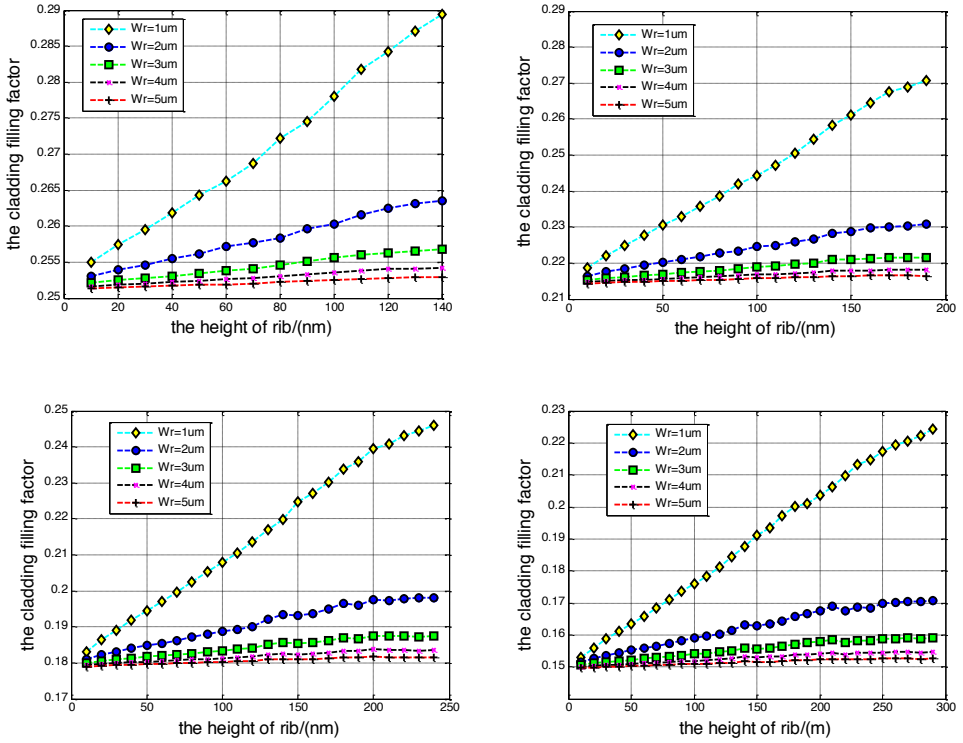 0.29
0.285
0.28
0.275
0.27
0.265
0.26
0.255
0.25
0
20
40
60
80
100
120
140
the cladding filling factor
the height of rib/(nm)
Wr=1um
Wr=2um
Wr=3um
Wr=4um
Wr=5um
0.29
0.28
0.27
0.26
0.25
0.24
0.23
0.22
0.21
0
50
100
150
200
the cladding filling factor
the height of rib/(nm)
Wr=1um
Wr=2um
Wr=3um
Wr=4um
Wr=5um
0.25
0.24
0.23
0.22
0.21
0.2
0.19
0.18
0.17
0
50
100
150
200
250
the cladding filling factor
the height of rib/(nm)
Wr=1um
Wr=2um
Wr=3um
Wr=4um
Wr=5um
0.23
0.22
0.21
0.2
0.19
0.18
0.17
0.16
0.15
0
50
100
150
200
250
300
the cladding filling factor
the height of rib/(m)
Wr=1um
Wr=2um
Wr=3um
Wr=4um
Wr=5um